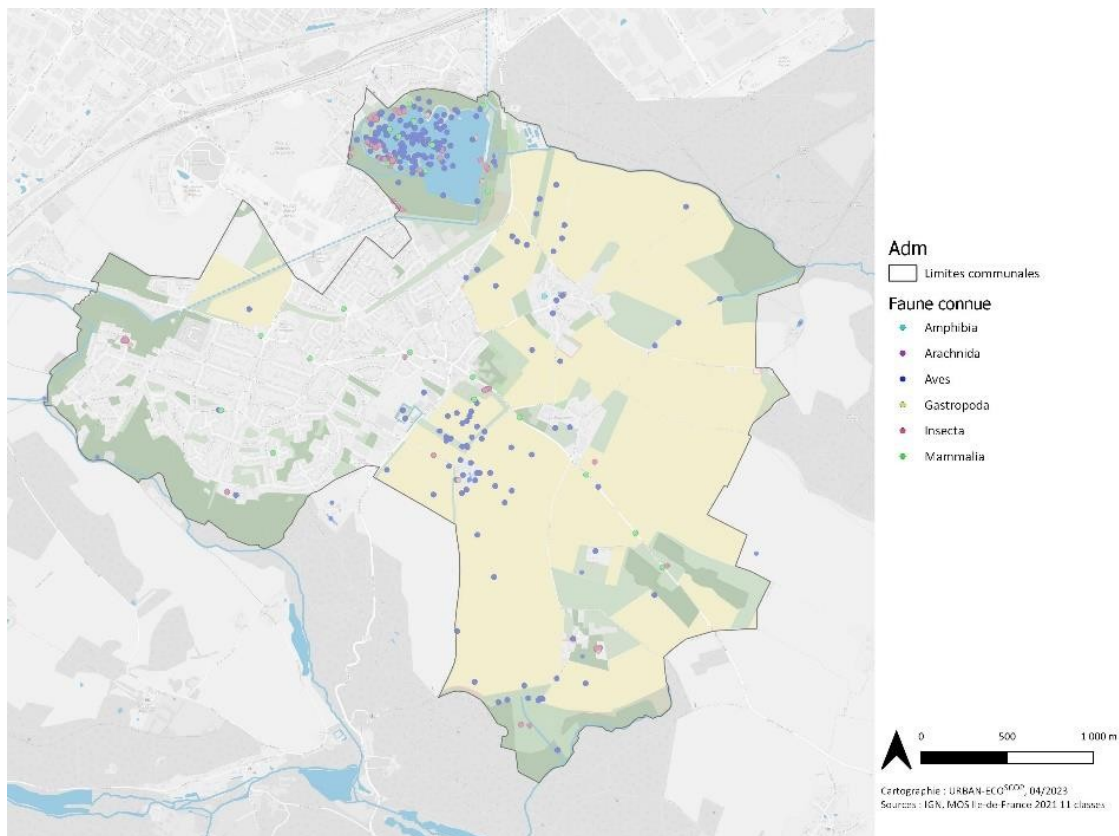 Adm
Limites communales
Faune connue
Amphibia
Arachnida
Aves
Gastropoda
Insecta
Mammalia
0 500 1 000 m
Cartographie : URBAN-ECO SCOP, 04/2023
Sources : IGN, MOS Ile-de-France 2021 11 classes